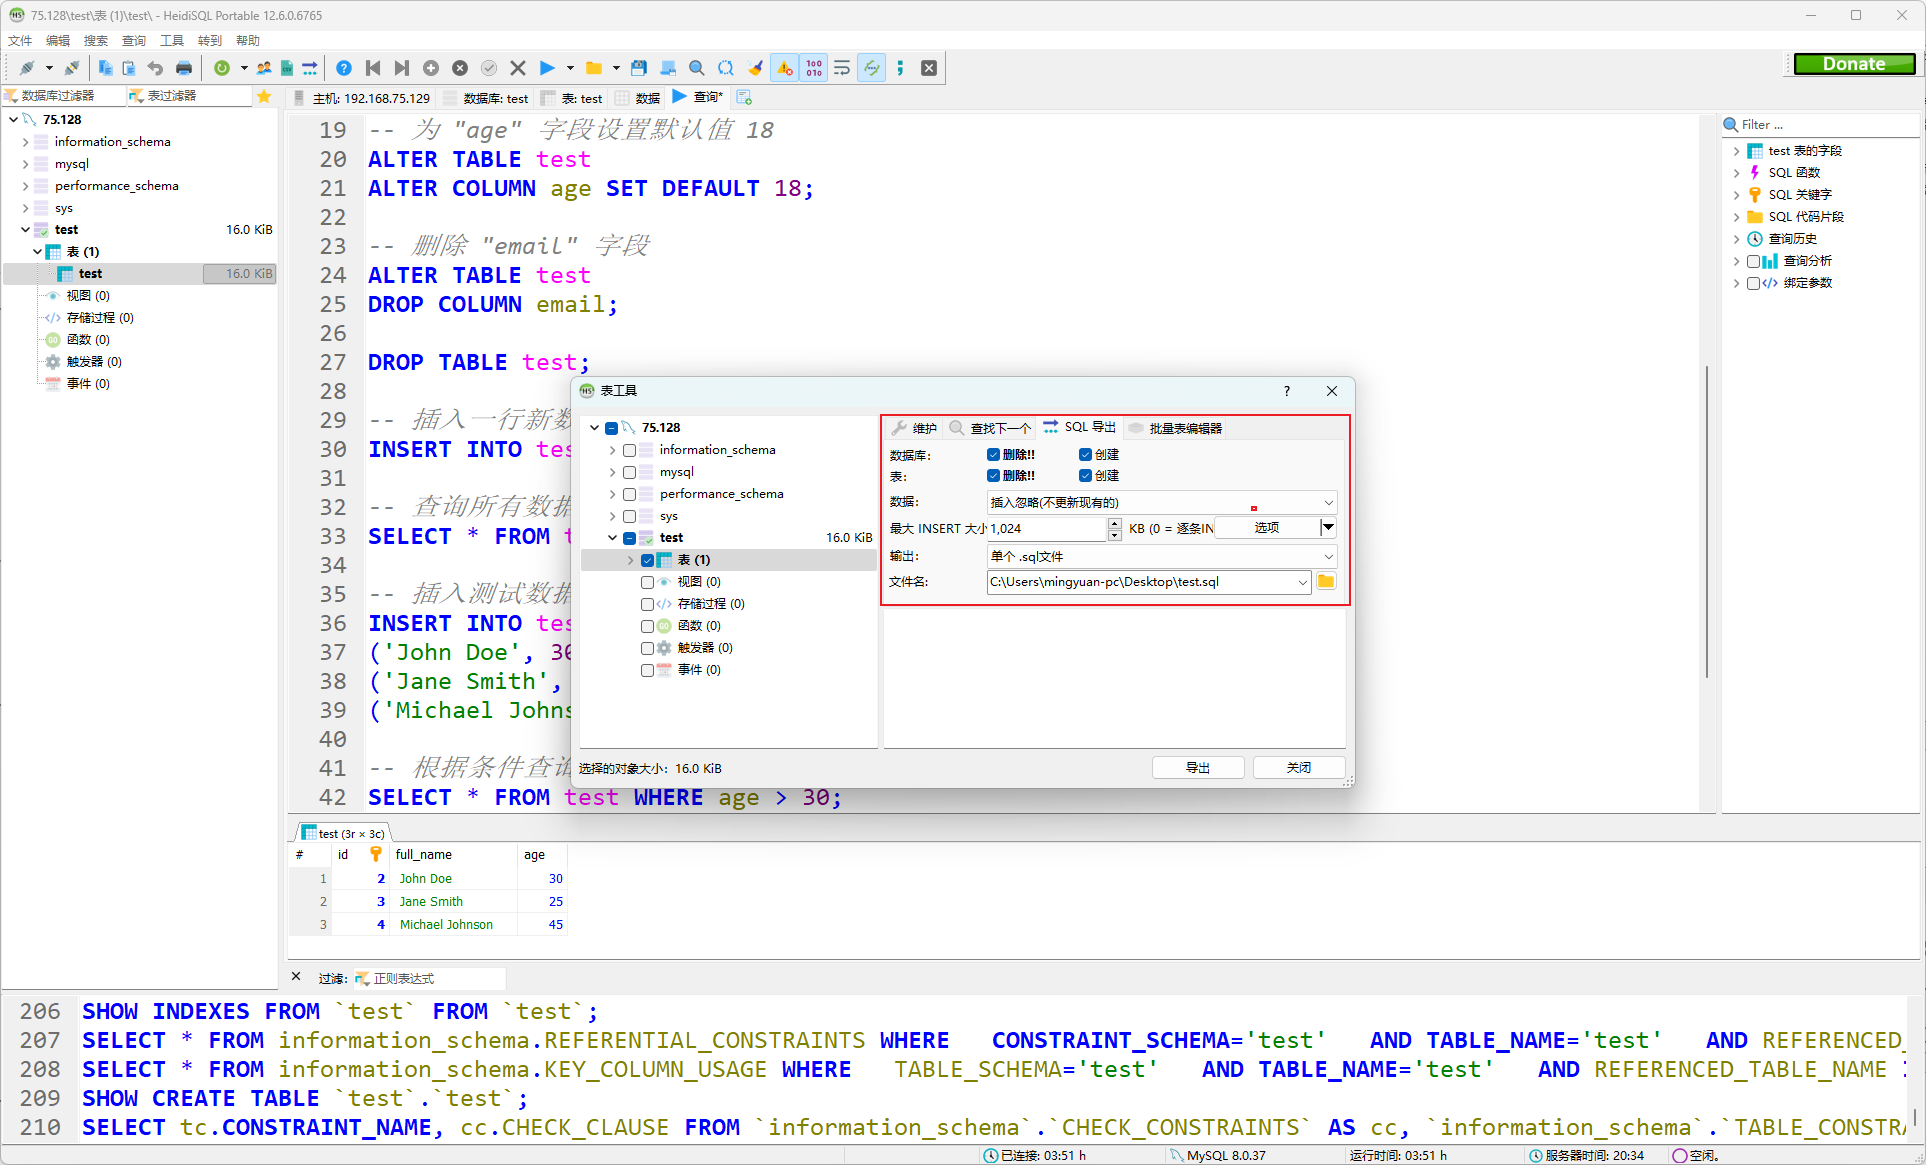 75.128\test\表 (1)\test\ - HeidiSQL Portable 12.6.0.6765
文件 编辑 搜索 查询 工具 转到 帮助
Donate
数据库过滤器 表过滤器
主机: 192.168.75.129 数据库: test 表: test 数据 查询*
75.128
information_schema
mysql
performance_schema
sys
test 16.0 KiB
表 (1)
test 16.0 KiB
视图 (0)
存储过程 (0)
函数 (0)
触发器 (0)
事件 (0)
19 -- 为 "age" 字段设置默认值 18
20 ALTER TABLE test
21 ALTER COLUMN age SET DEFAULT 18;
22
23 -- 删除 "email" 字段
24 ALTER TABLE test
25 DROP COLUMN email;
26
27 DROP TABLE test;
28
29 -- 插入一行新数
30 INSERT INTO tes
31
32 -- 查询所有数据
33 SELECT * FROM t
34
35 -- 插入测试数据
36 INSERT INTO tes
37 ('John Doe', 30
38 ('Jane Smith',
39 ('Michael Johns
40
41 -- 根据条件查询
42 SELECT * FROM test WHERE age > 30;
Filter ...
test 表的字段
SQL 函数
SQL 关键字
SQL 代码片段
查询历史
查询分析
绑定参数
表工具 ?
75.128
information_schema
mysql
performance_schema
sys
test 16.0 KiB
表 (1)
视图 (0)
存储过程 (0)
函数 (0)
触发器 (0)
事件 (0)
维护 查找下一个 SQL 导出 批量表编辑器
数据库: 删除!! 创建
表: 删除!! 创建
数据: 插入忽略(不更新现有的)
最大 INSERT 大小 1,024 KB (0 = 逐条IN 选项
输出: 单个 .sql文件
文件名: C:\Users\mingyuan-pc\Desktop\test.sql
选择的对象大小: 16.0 KiB 导出 关闭
test (3r × 3c)
# id full_name age
1 2 John Doe 30
2 3 Jane Smith 25
3 4 Michael Johnson 45
过滤: 正则表达式
206 SHOW INDEXES FROM `test` FROM `test`;
207 SELECT * FROM information_schema.REFERENTIAL_CONSTRAINTS WHERE CONSTRAINT_SCHEMA='test' AND TABLE_NAME='test' AND REFERENCED_
208 SELECT * FROM information_schema.KEY_COLUMN_USAGE WHERE TABLE_SCHEMA='test' AND TABLE_NAME='test' AND REFERENCED_TABLE_NAME
209 SHOW CREATE TABLE `test`.`test`;
210 SELECT tc.CONSTRAINT_NAME, cc.CHECK_CLAUSE FROM `information_schema`.`CHECK_CONSTRAINTS` AS cc, `information_schema`.`TABLE_CONSTRA
已连接: 03:51 h MySQL 8.0.37 运行时间: 03:51 h 服务器时间: 20:34 空闲。